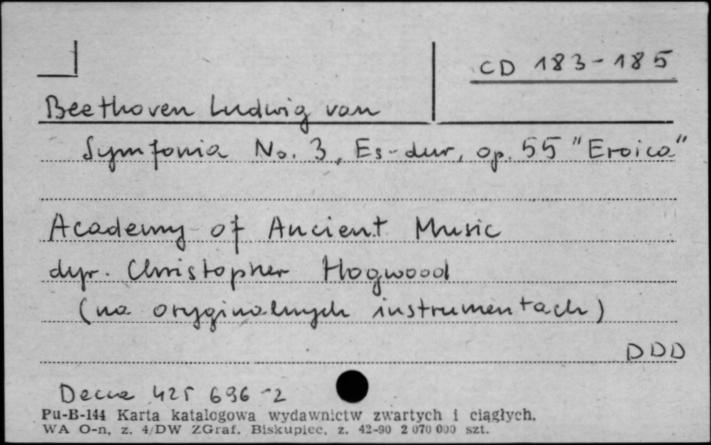 CD 183-185
Beethoven Ludwig van
Symfonia No. 3, Es-dur, op. 55 "Eroica"
Academy of Ancient Music
dyr. Christopher Hogwood
(na oryginalnych instrumentach)
DDD
Decca 425 696-2
Pu-B-144 Karta katalogowa wydawnictw zwartych i ciągłych.
WA O-n, z. 4/DW ZGraf. Biskupiec, z. 42-90 2 070 000 szt.